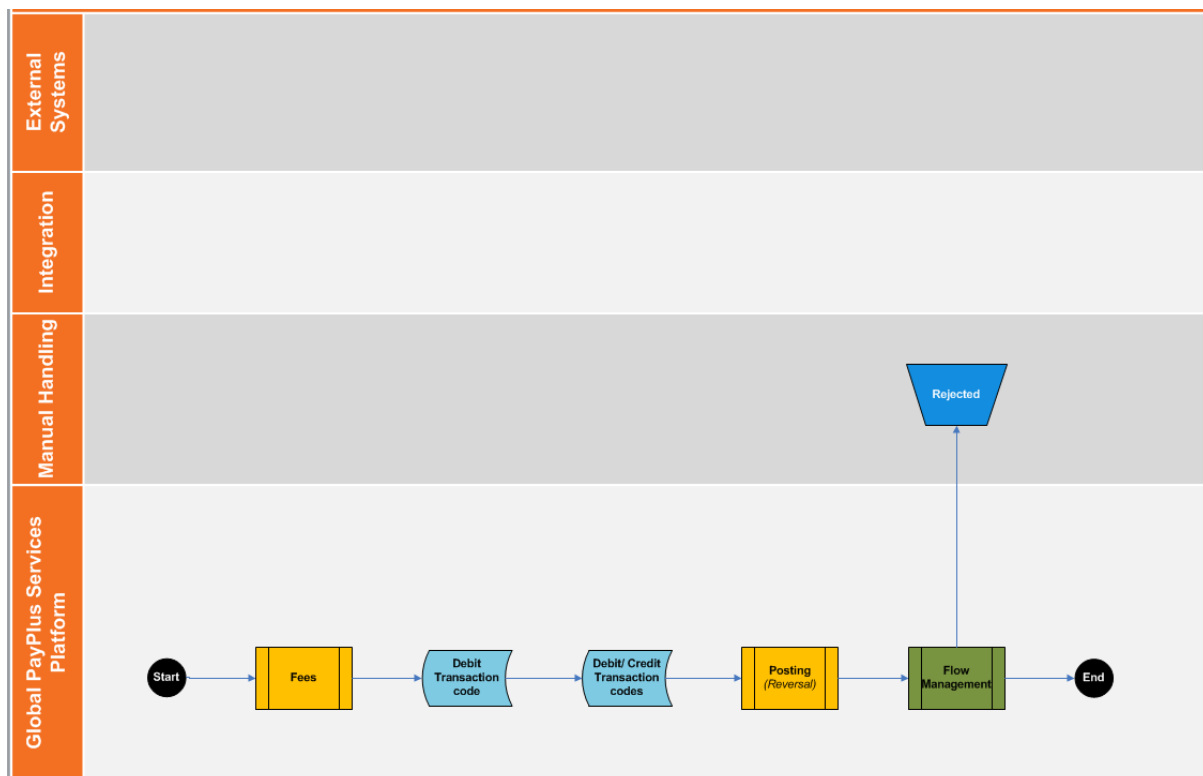 External
Systems
Integration
Manual Handling
Rejected
Global PayPlus Services
Platform
Start
Fees
Debit
Transaction
code
Debit/ Credit
Transaction
codes
Posting
(Reversal)
Flow
Management
End